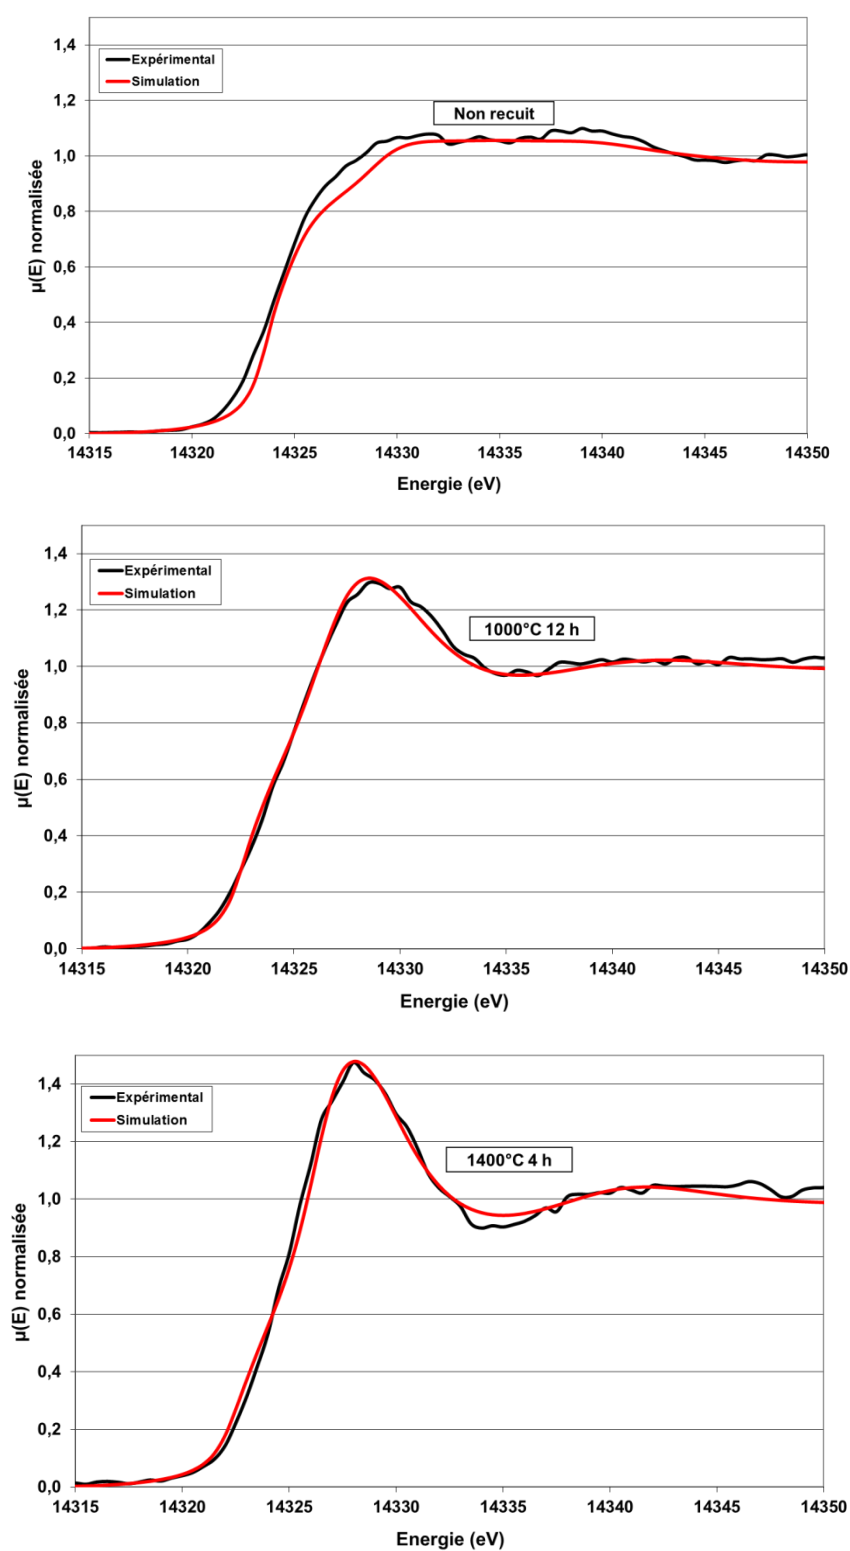 1,4
Expérimental
Simulation
1,2
Non recuit
1,0
0,8
0,6
0,4
0,2
0,0
µ(E) normalisée
14315 14320 14325 14330 14335 14340 14345 14350
Energie (eV)
1,4
Expérimental
Simulation
1,2
1000°C 12 h
1,0
0,8
0,6
0,4
0,2
0,0
µ(E) normalisée
14315 14320 14325 14330 14335 14340 14345 14350
Energie (eV)
1,4
Expérimental
Simulation
1,2
1400°C 4 h
1,0
0,8
0,6
0,4
0,2
0,0
µ(E) normalisée
14315 14320 14325 14330 14335 14340 14345 14350
Energie (eV)